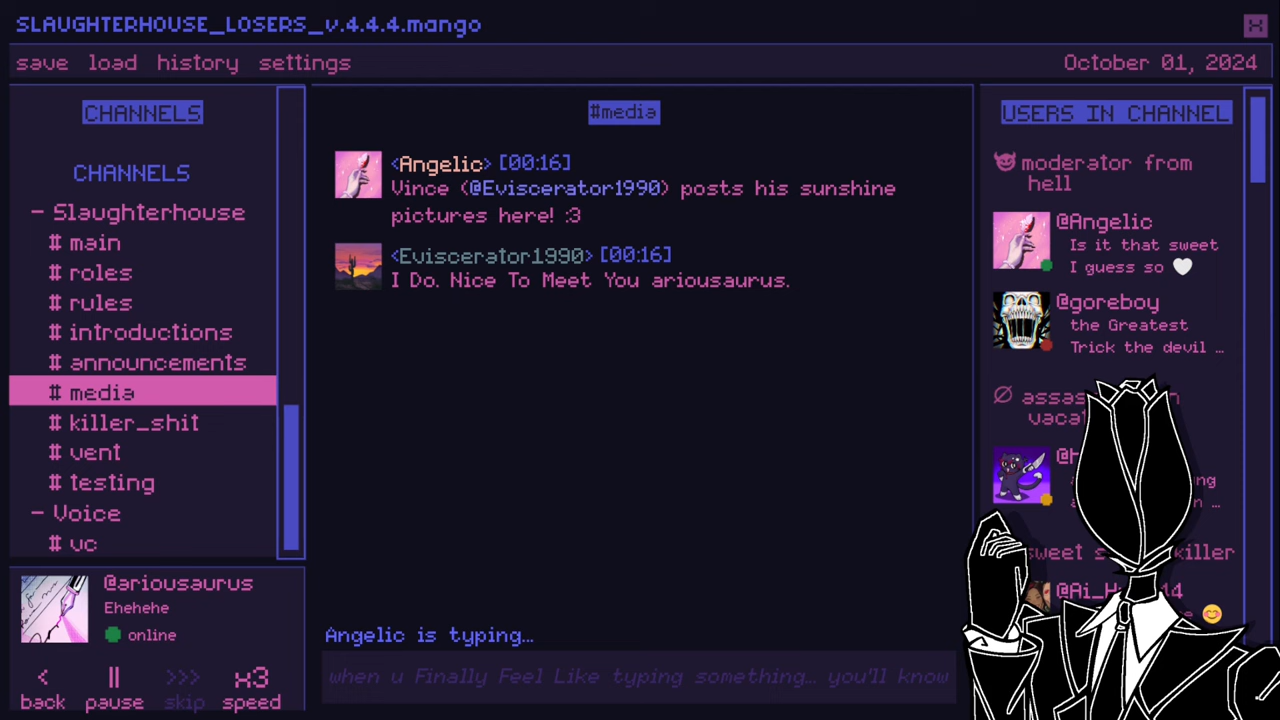 SLAUGHTERHOUSE_LOSERS_v.4.4.4.mango
x
save load history settings
October 01, 2024
CHANNELS
CHANNELS
– Slaughterhouse
# main
# roles
# rules
# introductions
# announcements
# media
# killer_shit
# vent
# testing
– Voice
# vc
@ariousaurus
Ehehehe
online
< || >>> x3
back pause skip speed
#media
<Angelic> [00:16]
Vince (@Eviscerator1990) posts his sunshine
pictures here! :3
<Eviscerator1990> [00:16]
I Do. Nice To Meet You ariousaurus.
Angelic is typing...
when u Finally Feel Like typing something... you'll know
USERS IN CHANNEL
moderator from
hell
@Angelic
Is it that sweet
I guess so
@goreboy
the Greatest
Trick the devil ...